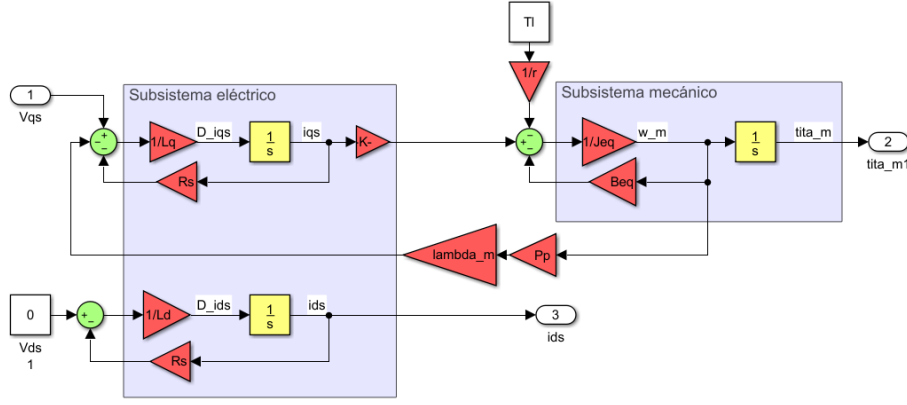 Tl
1/r
1
Vqs
Subsistema eléctrico
Subsistema mecánico
+
−
−
1/Lq
D_iqs
1
s
iqs
K-
−
+
−
1/Jeq
w_m
1
s
tita_m
2
tita_m1
Rs
Beq
lambda_m
Pp
0
Vds
1
+
−
1/Ld
D_ids
1
s
ids
3
ids
Rs